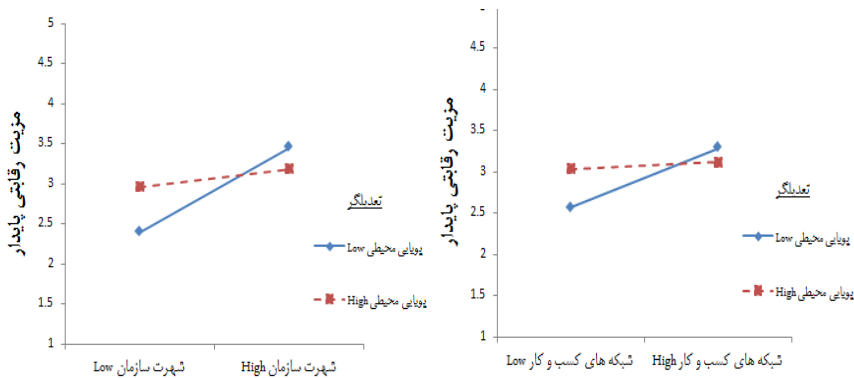 5
4.5
4
3.5
3
2.5
2
1.5
1
مزیت رقابتی پایدار
شهرت سازمان Low
شهرت سازمان High
تعدیلگر
پویایی محیطی Low
پویایی محیطی High
4.5
4
3.5
3
2.5
2
1.5
1
مزیت رقابتی پایدار
شبکه های کسب و کار Low
شبکه های کسب و کار High
تعدیلگر
پویایی محیطی Low
پویایی محیطی High